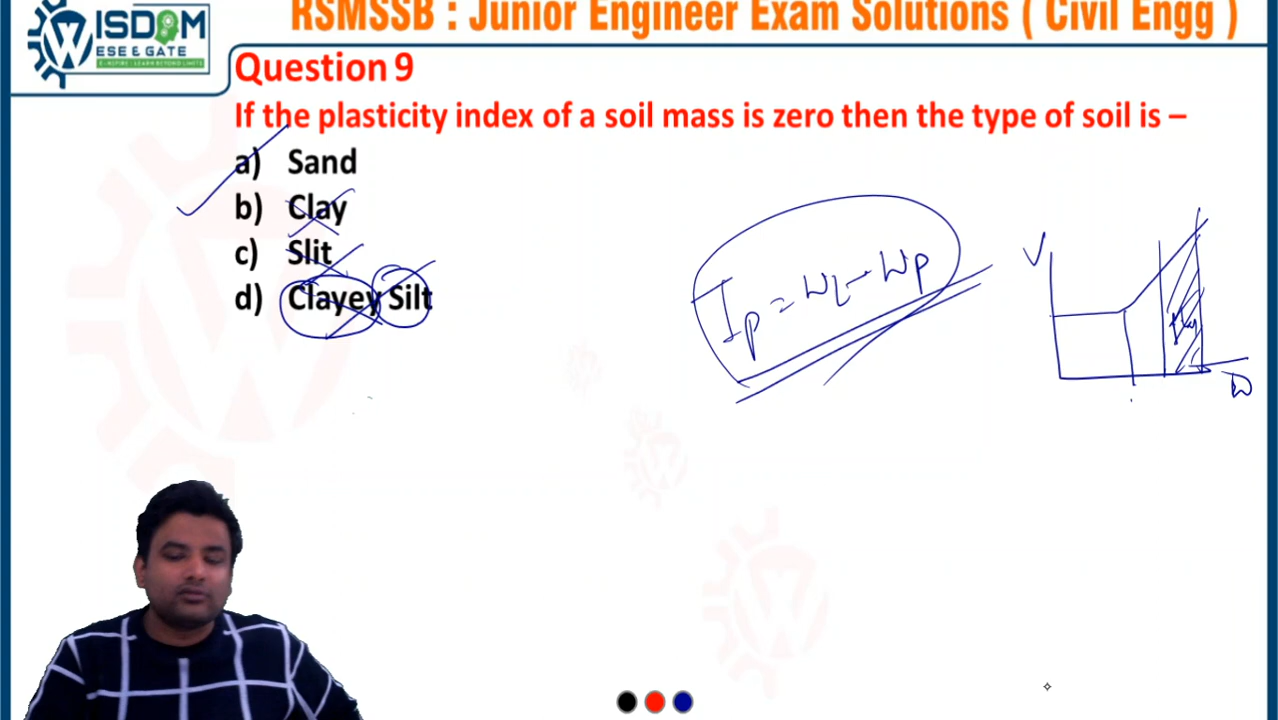 RSMSSB : Junior Engineer Exam Solutions ( Civil Engg )
WISDOM
ESE & GATE
Question 9
If the plasticity index of a soil mass is zero then the type of soil is –
a) Sand
b) Clay
c) Slit
d) Clayey Silt
Ip = WL - Wp
V
W